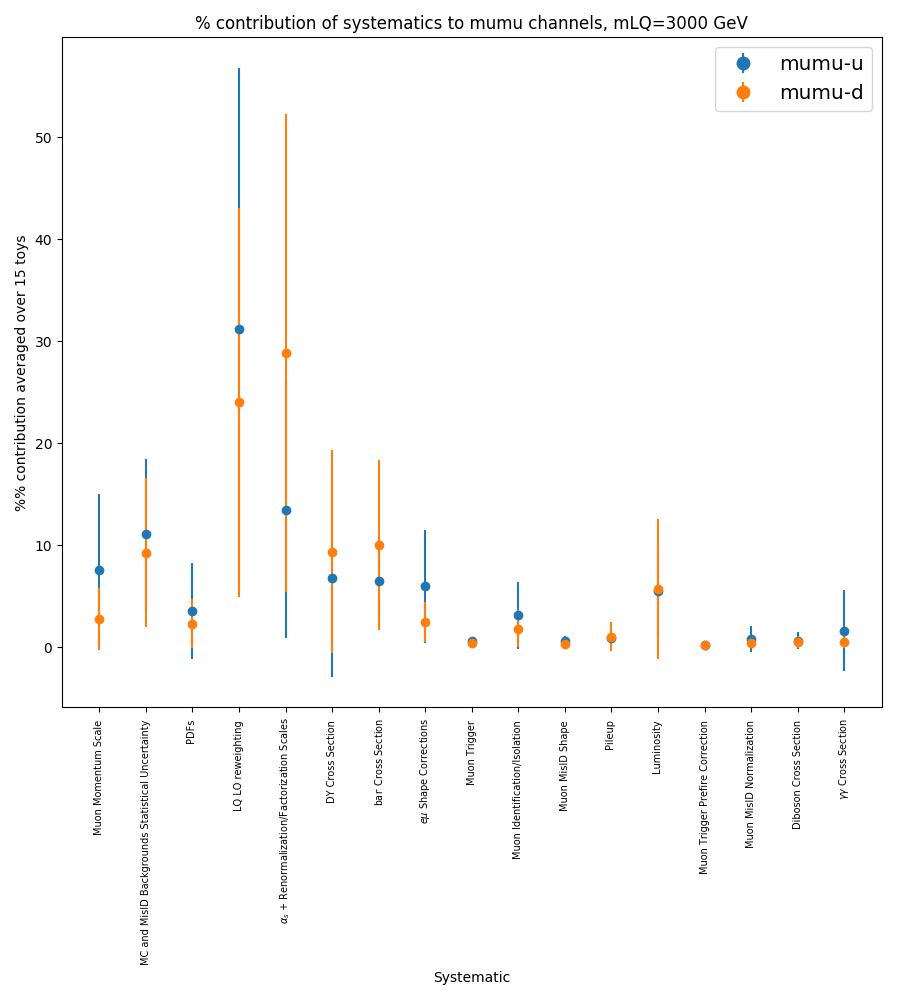 % contribution of systematics to mumu channels, mLQ=3000 GeV
mumu-u
mumu-d
%% contribution averaged over 15 toys
50
40
30
20
10
0
Muon Momentum Scale
MC and MisID Backgrounds Statistical Uncertainty
PDFs
LQ LO reweighting
αs + Renormalization/Factorization Scales
DY Cross Section
bar Cross Section
eμ Shape Corrections
Muon Trigger
Muon Identification/Isolation
Muon MisID Shape
Pileup
Luminosity
Muon Trigger Prefire Correction
Muon MisID Normalization
Diboson Cross Section
γγ Cross Section
Systematic